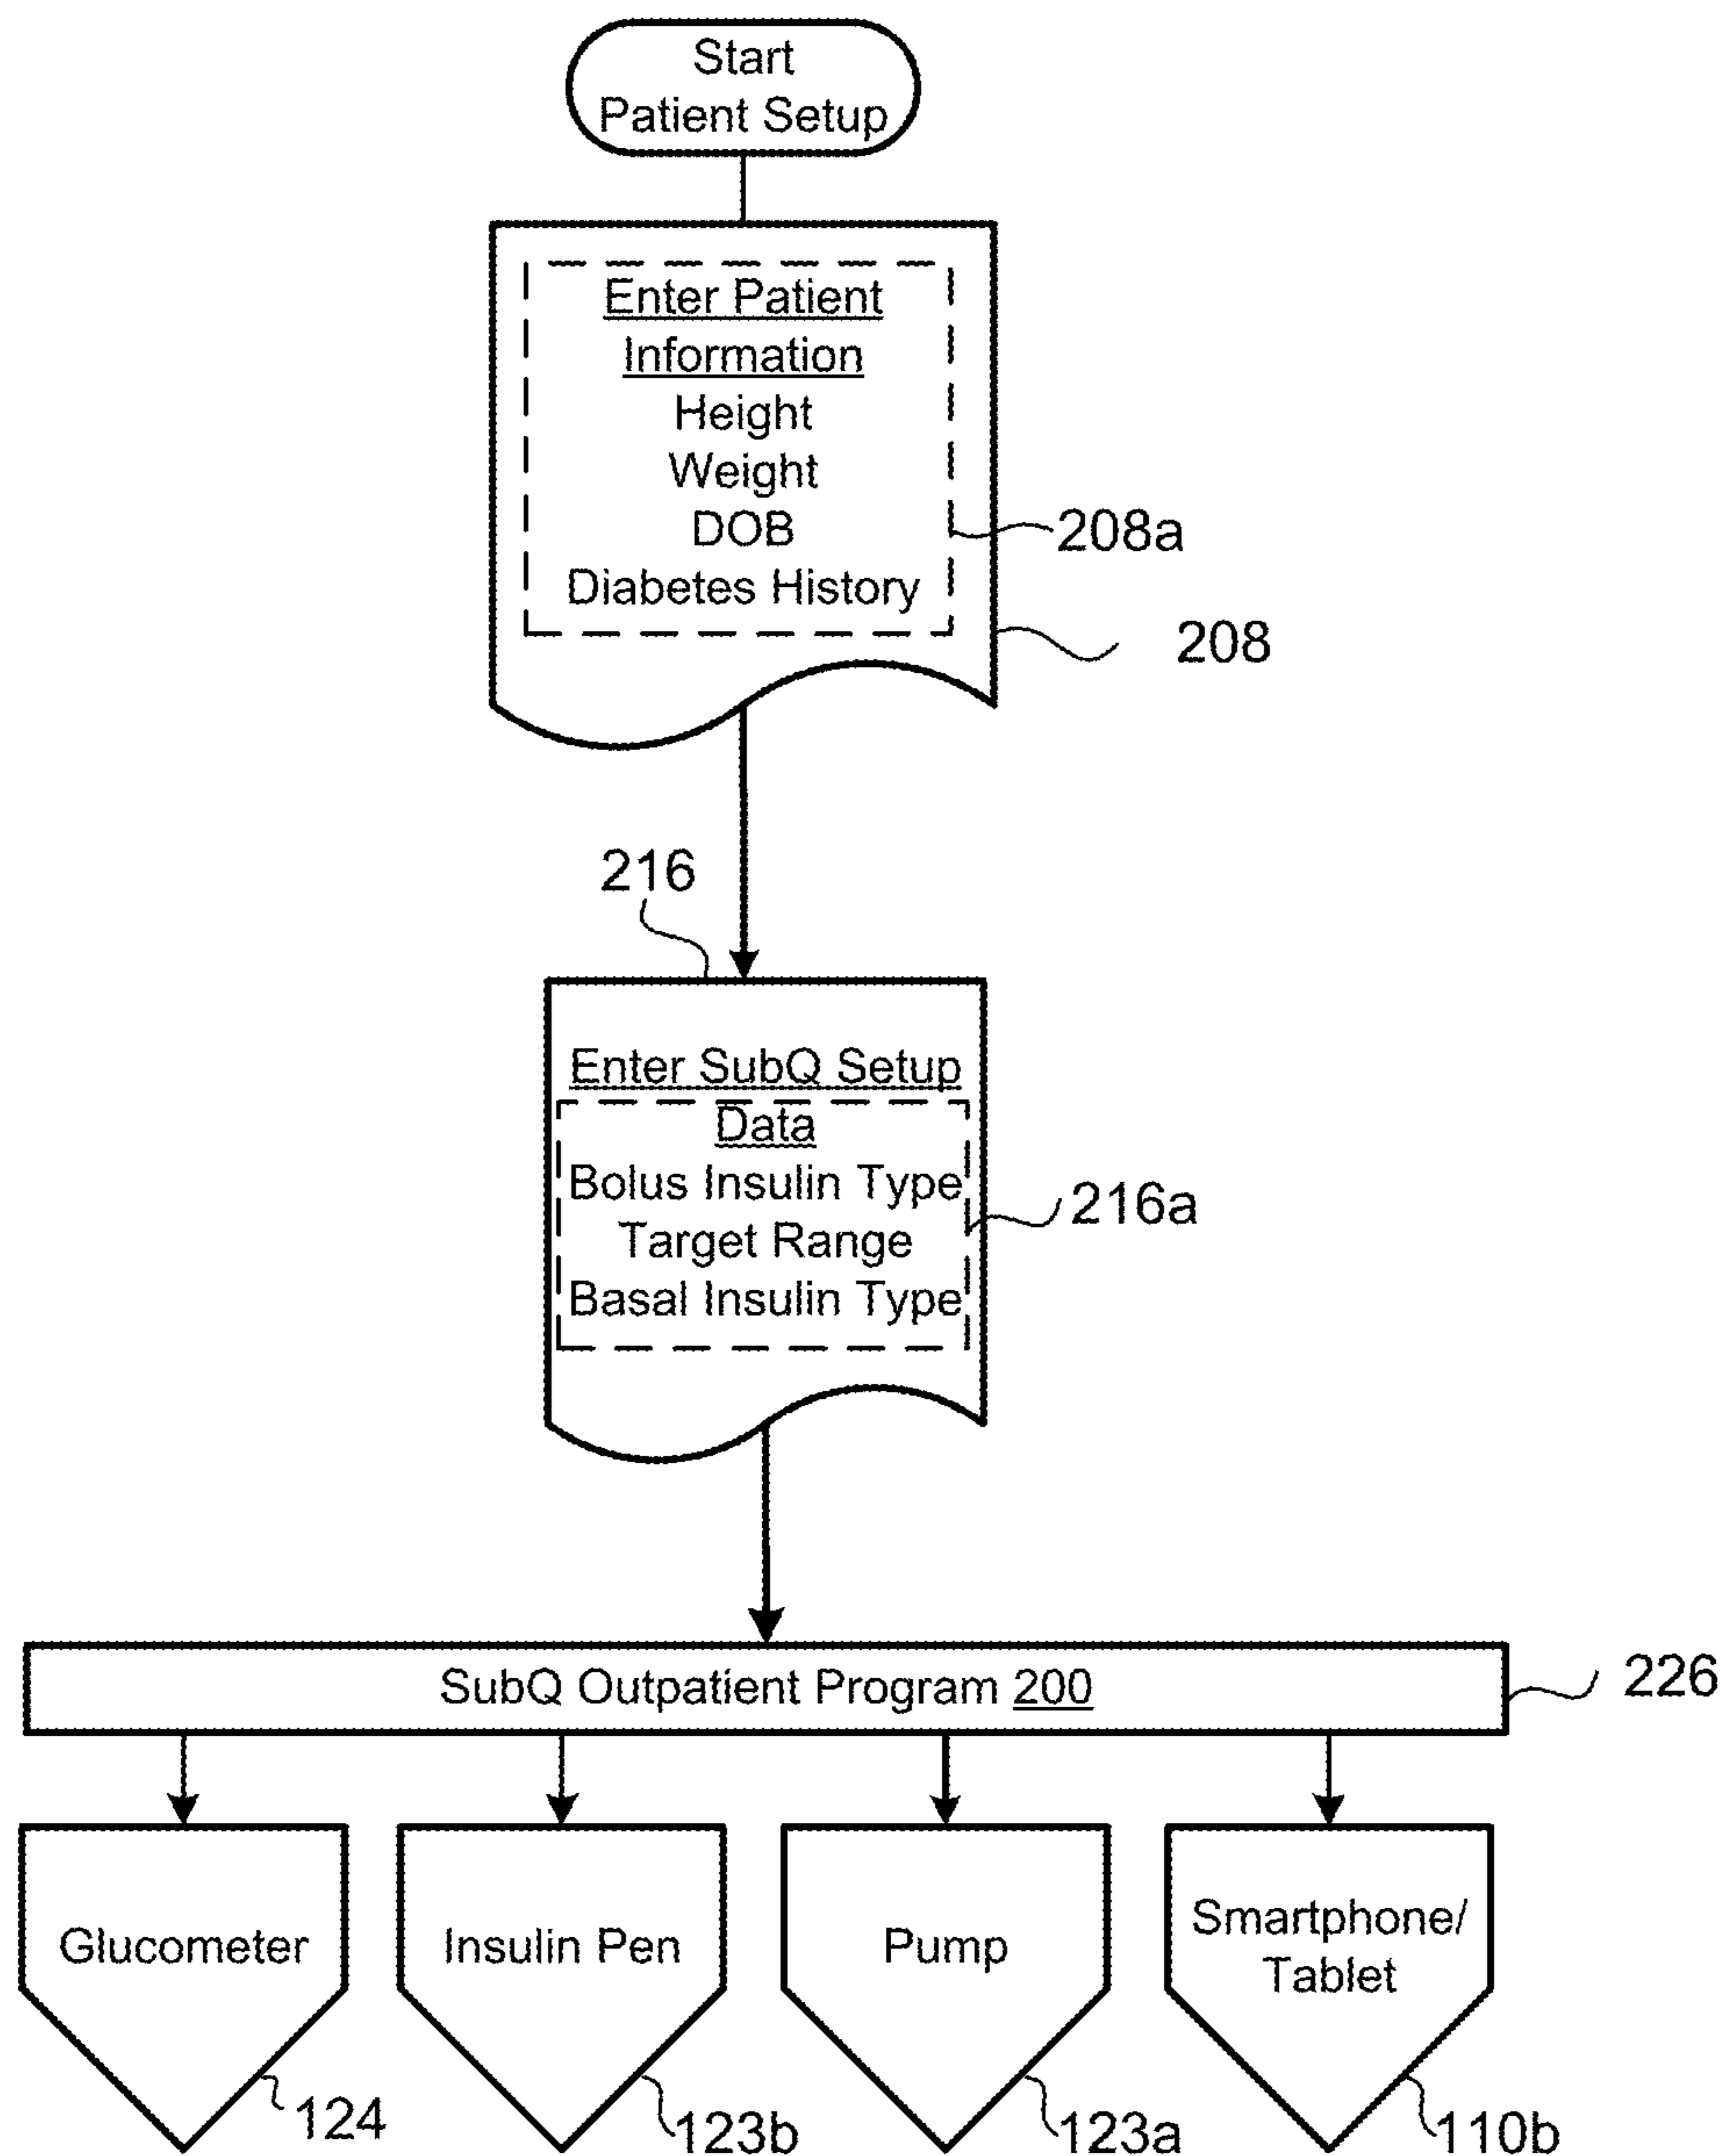 Start
Patient Setup
Enter Patient
Information
Height
Weight
DOB
Diabetes History
208a
208
216
Enter SubQ Setup
Data
Bolus Insulin Type
Target Range
Basal Insulin Type
216a
SubQ Outpatient Program 200
226
Glucometer
Insulin Pen
Pump
Smartphone/
Tablet
124
123b
123a
110b